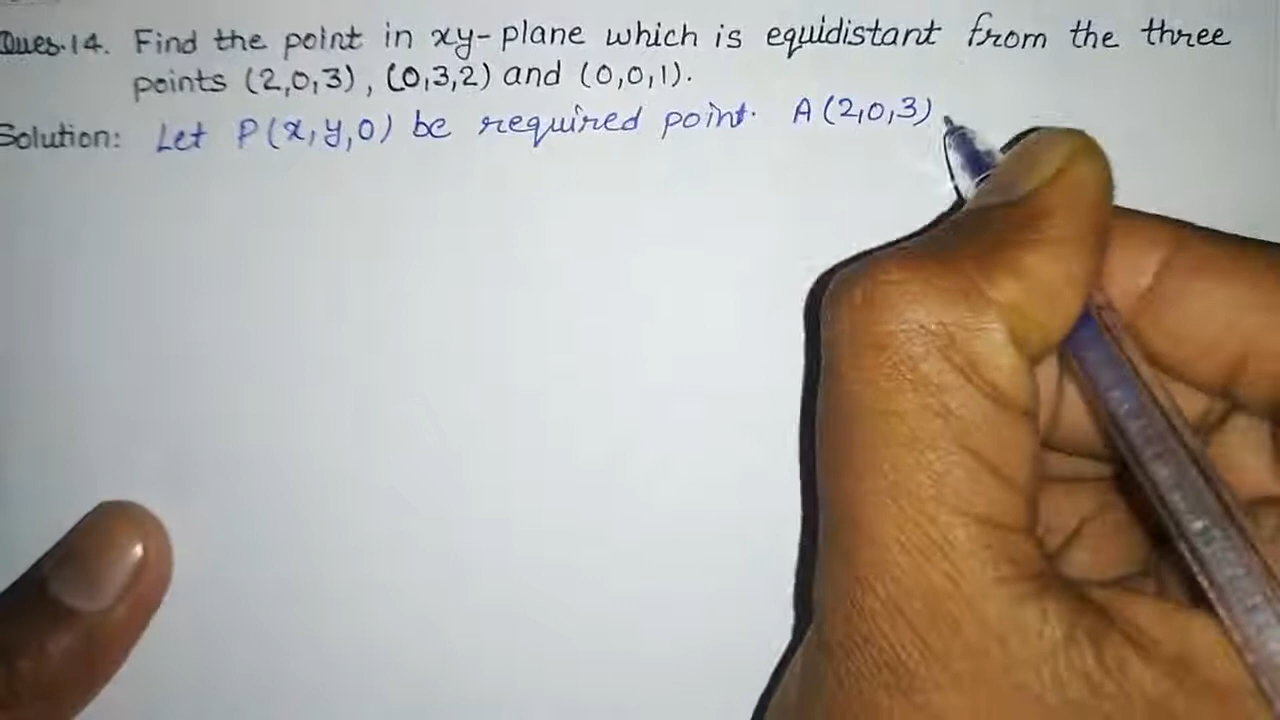 Ques.14. Find the point in xy-plane which is equidistant from the three
points (2,0,3), (0,3,2) and (0,0,1).
Solution: Let P(x,y,0) be required point. A(2,0,3)